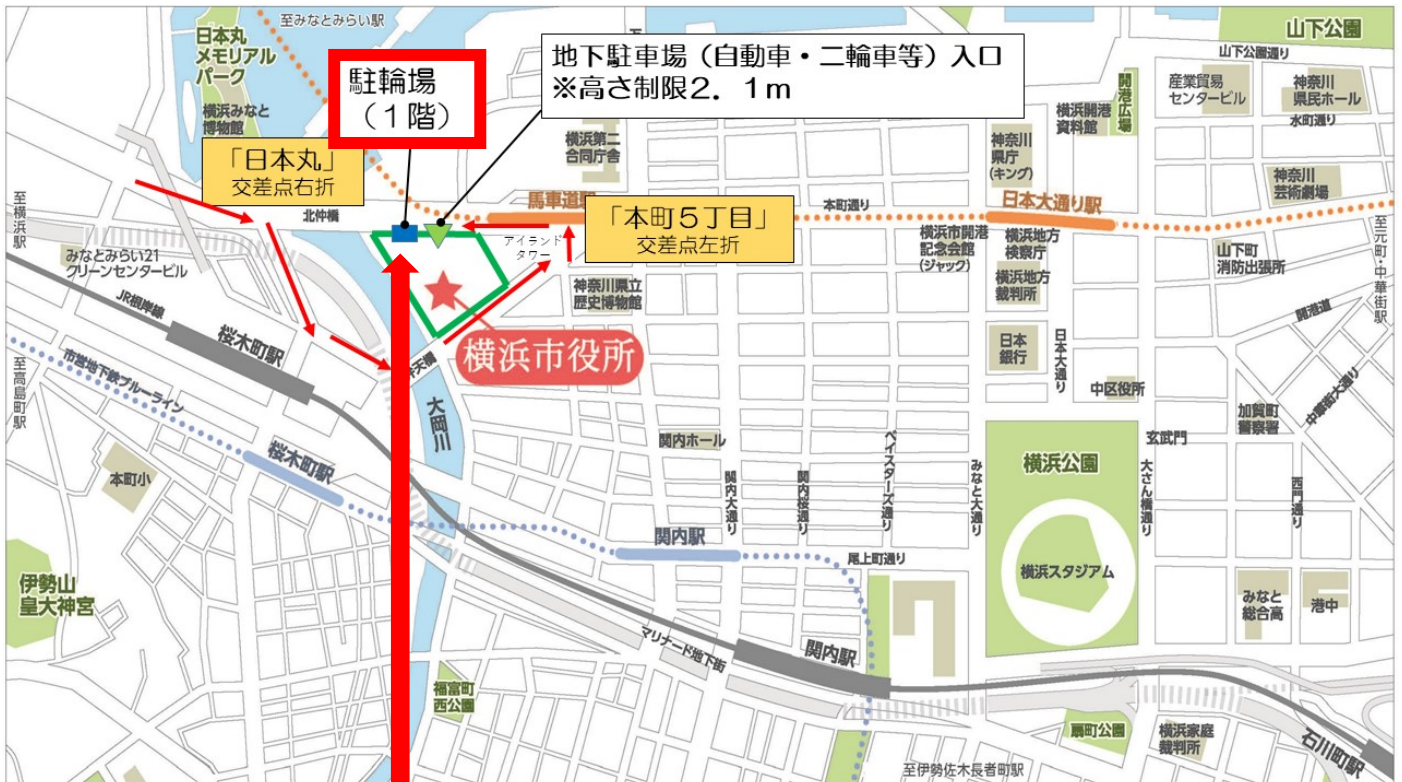 至みなとみらい駅
日本丸
メモリアル
パーク
横浜みなと
博物館
駐輪場
（１階）
地下駐車場（自動車・二輪車等）入口
※高さ制限２．１ｍ
山下公園
山下公園通り
産業貿易
センタービル
神奈川
県民ホール
水町通り
開港広場
横浜開港
資料館
横浜第二
合同庁舎
神奈川
県庁
(キング)
神奈川
芸術劇場
「日本丸」
交差点右折
至横浜駅
北仲橋
馬車道駅
本町通り
日本大通り駅
「本町５丁目」
交差点左折
アイランド
タワー
横浜市開港
記念会館
(ジャック)
横浜地方
検察庁
横浜地方
裁判所
山下町
消防出張所
至元町・中華街駅
みなとみらい21
グリーンセンタービル
神奈川県立
歴史博物館
開港道
JR根岸線
桜木町駅
横浜市役所
弁天橋
日本
銀行
日本大通り
市営地下鉄ブルーライン
至高島町駅
中区役所
中華街大通り
大岡川
加賀町
警察署
関内ホール
玄武門
桜木町駅
本町小
横浜公園
関内大通り
関内桜通り
ベイスターズ通り
みなと大通り
大さん橋通り
西門通り
関内駅
尾上町通り
横浜スタジアム
伊勢山
皇大神宮
みなと
総合高
港中
マリナード地下街
関内駅
福富町
西公園
扇町公園
横浜家庭
裁判所
石川町駅
至伊勢佐木長者町駅